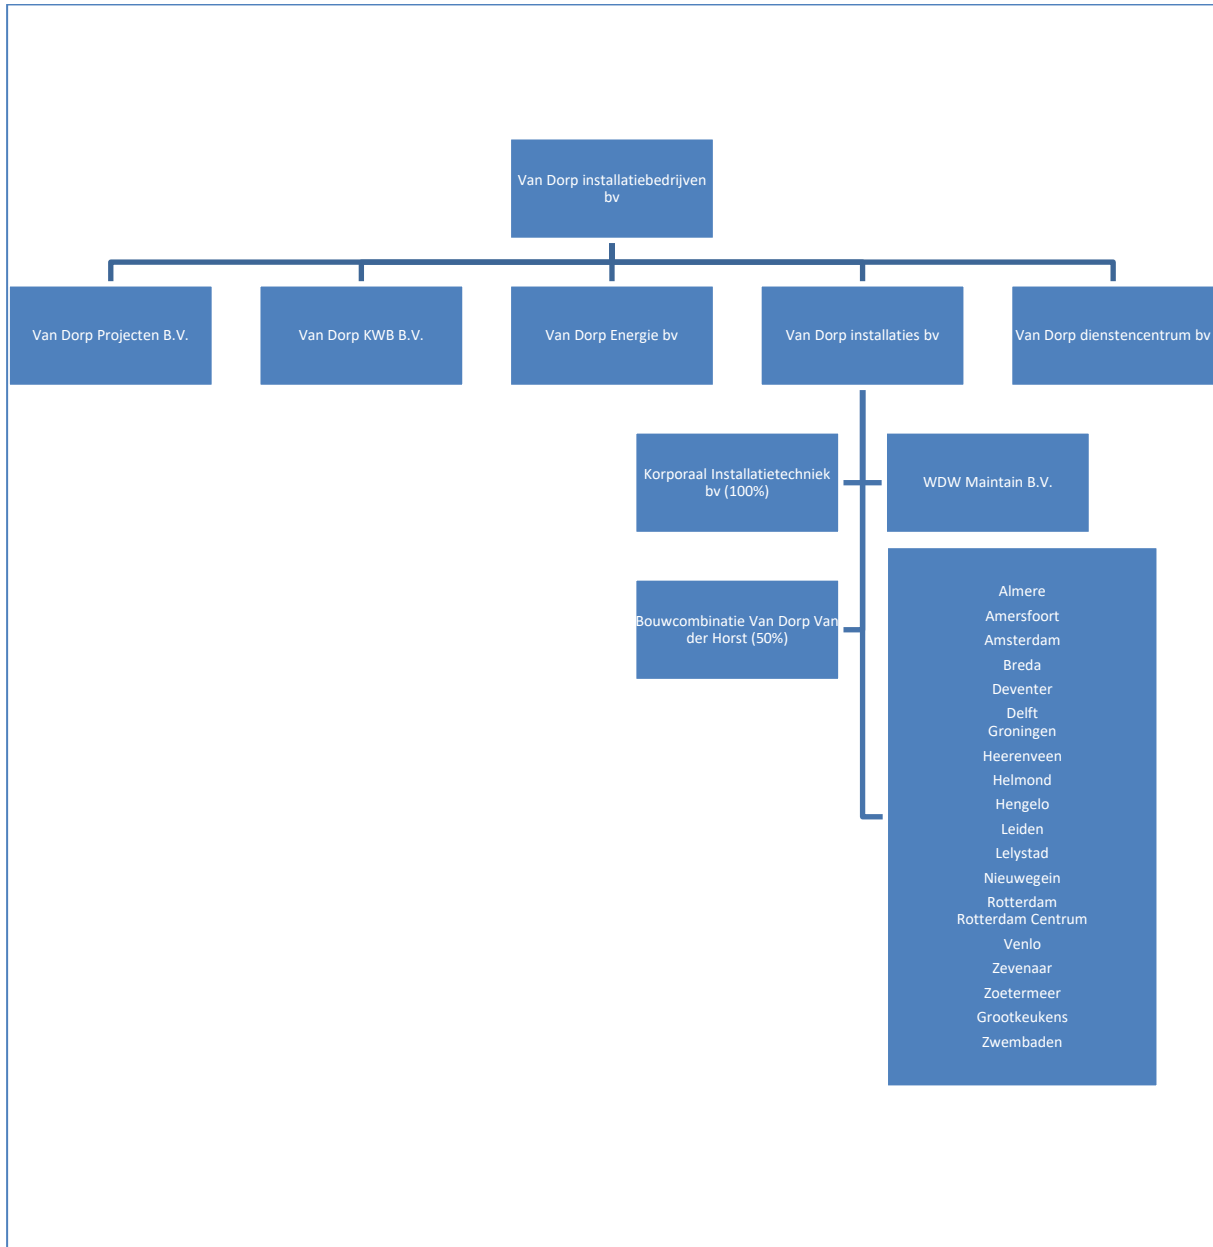 Van Dorp installatiebedrijven
bv
Van Dorp Projecten B.V.
Van Dorp KWB B.V.
Van Dorp Energie bv
Van Dorp installaties bv
Van Dorp dienstencentrum bv
Korporaal Installatietechniek
bv (100%)
WDW Maintain B.V.
Bouwcombinatie Van Dorp Van
der Horst (50%)
Almere
Amersfoort
Amsterdam
Breda
Deventer
Delft
Groningen
Heerenveen
Helmond
Hengelo
Leiden
Lelystad
Nieuwegein
Rotterdam
Rotterdam Centrum
Venlo
Zevenaar
Zoetermeer
Grootkeukens
Zwembaden